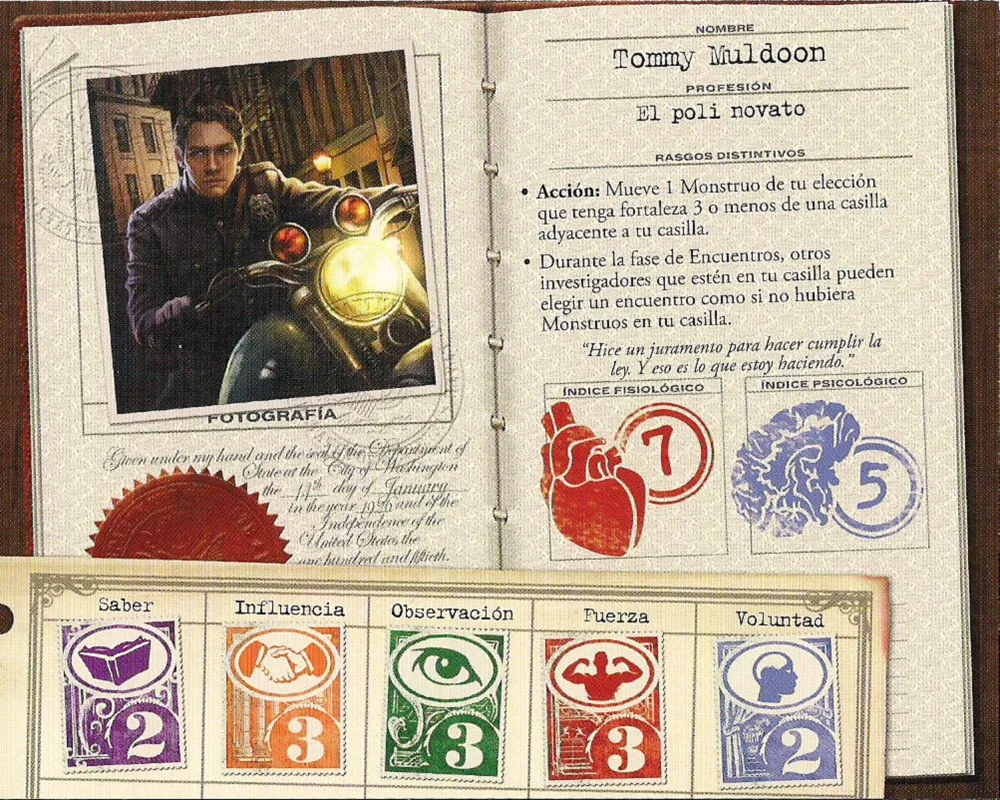 FOTOGRAFÍA
Given under my hand and the seal of the Department of
State at the City of Washington
the 14th day of January
in the year 1926 and of the
Independence of the
United States the
one hundred and fiftieth.
NOMBRE
Tommy Muldoon
PROFESIÓN
El poli novato
RASGOS DISTINTIVOS
• Acción: Mueve 1 Monstruo de tu elección
que tenga fortaleza 3 o menos de una casilla
adyacente a tu casilla.
• Durante la fase de Encuentros, otros
investigadores que estén en tu casilla pueden
elegir un encuentro como si no hubiera
Monstruos en tu casilla.
“Hice un juramento para hacer cumplir la
ley. Y eso es lo que estoy haciendo.”
ÍNDICE FISIOLÓGICO
7
ÍNDICE PSICOLÓGICO
5
Saber Influencia Observación Fuerza Voluntad
2 3 3 3 2